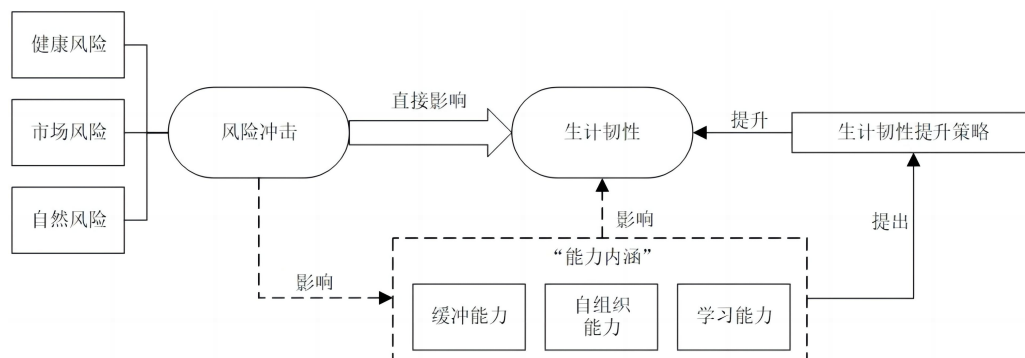 健康风险
市场风险
自然风险
风险冲击
直接影响
生计韧性
提升
生计韧性提升策略
影响
提出
影响
“能力内涵”
缓冲能力
自组织
能力
学习能力